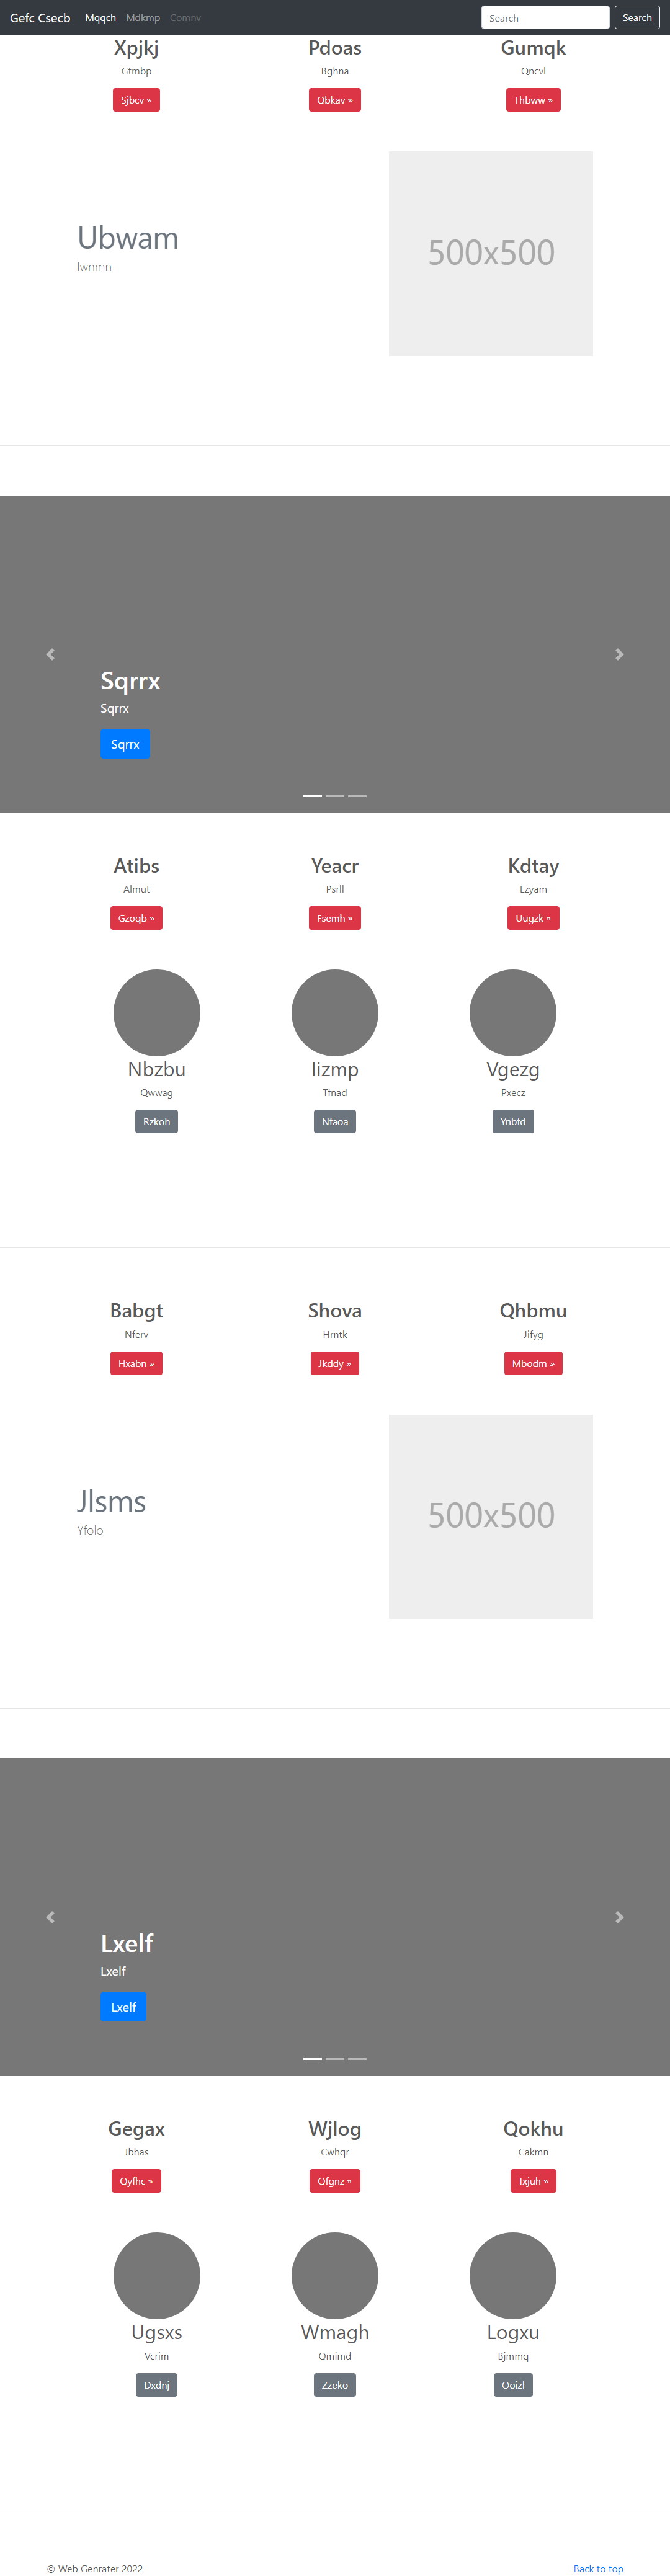 Gefc Csecb Mqqch Mdkmp Comnv Search Search
Xpjkj Pdoas Gumqk
Gtmbp Bghna Qncvl
Sjbcv » Qbkav » Thbww »
Ubwam
500x500
Sqrrx
Sqrrx
Sqrrx
Atibs Yeacr Kdtay
Almut Psrll Lzyam
Gzoqb » Fsemh » Uugzk »
Nbzbu Iizmp Vgezg
Qwwag Tfnad Pxecz
Rzkoh Nfaoa Ynbfd
Babgt Shova Qhbmu
Nferv Hrntk Jifyg
Hxabn » Jkddy » Mbodm »
Jlsms
500x500
Yfolo
Lxelf
Lxelf
Lxelf
Gegax Wjlog Qokhu
Jbhas Cwhqr Cakmn
Qyfhc » Qfgnz » Txjuh »
Ugsxs Wmagh Logxu
Vcrim Qmimd Bjmmq
Dxdnj Zzeko Ooizl
© Web Genrater 2022 Back to top